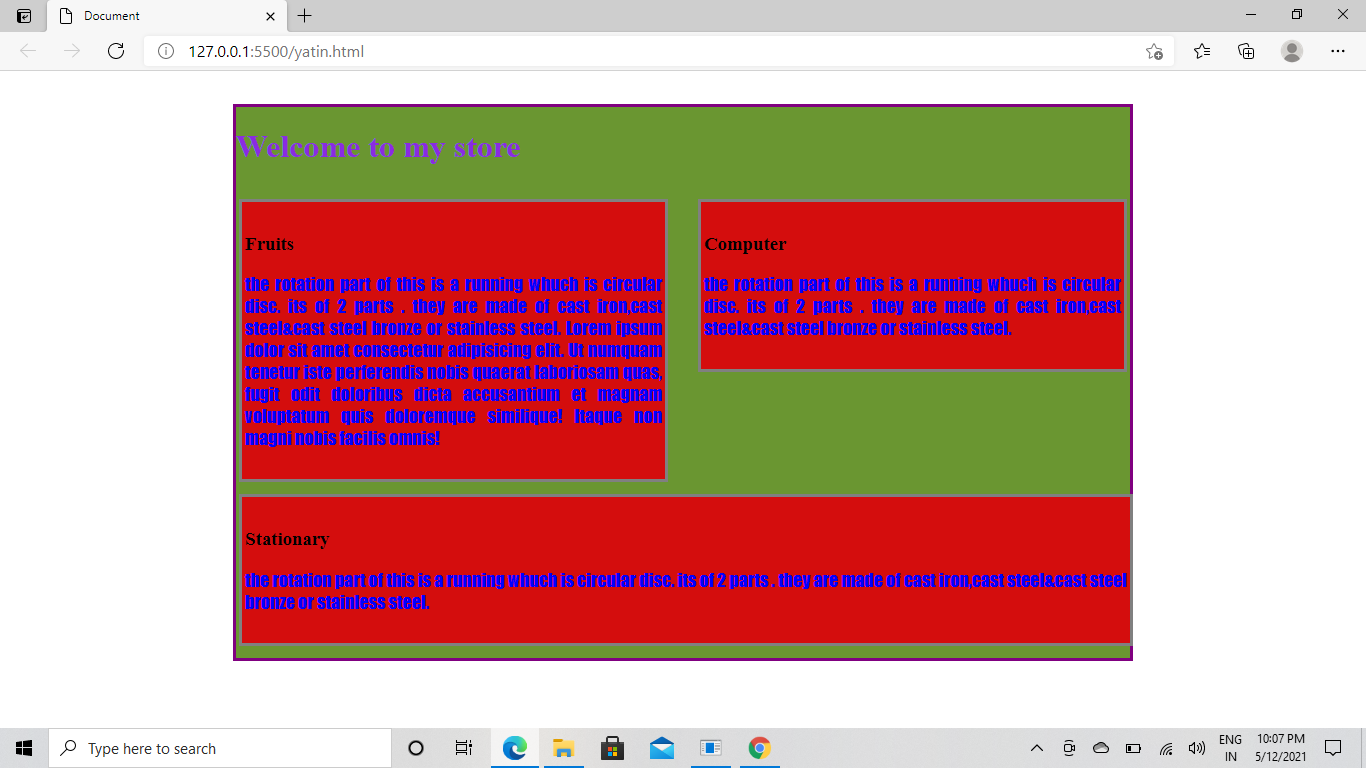 Document
127.0.0.1:5500/yatin.html
Welcome to my store
Fruits
the rotation part of this is a running whuch is circular
disc. its of 2 parts . they are made of cast iron,cast
steel&cast steel bronze or stainless steel. Lorem ipsum
dolor sit amet consectetur adipisicing elit. Ut numquam
tenetur iste perferendis nobis quaerat laboriosam quas,
fugit odit doloribus dicta accusantium et magnam
voluptatum quis doloremque similique! Itaque non
magni nobis facilis omnis!
Computer
the rotation part of this is a running whuch is circular
disc. its of 2 parts . they are made of cast iron,cast
steel&cast steel bronze or stainless steel.
Stationary
the rotation part of this is a running whuch is circular disc. its of 2 parts . they are made of cast iron,cast steel&cast steel
bronze or stainless steel.
Type here to search
ENG
IN
10:07 PM
5/12/2021